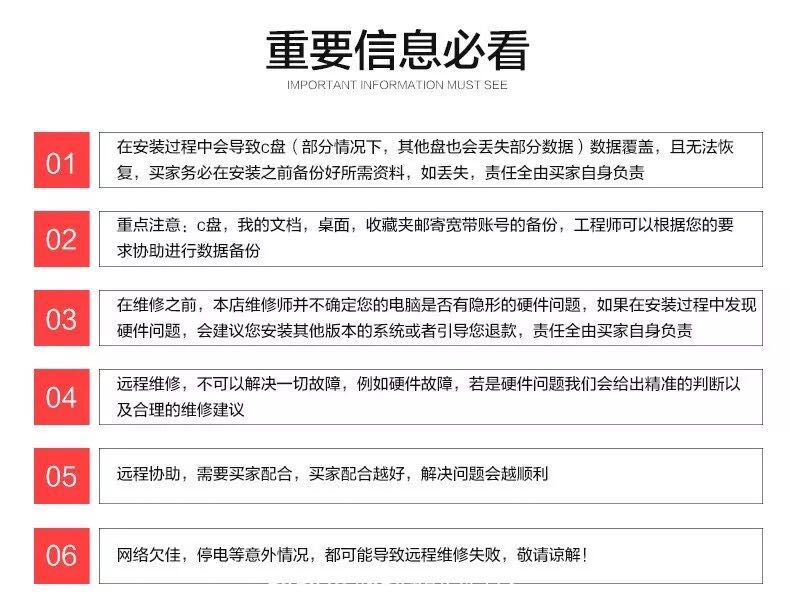 重要信息必看
IMPORTANT INFORMATION MUST SEE
01
在安装过程中会导致c盘（部分情况下，其他盘也会丢失部分数据）数据覆盖，且无法恢
复，买家务必在安装之前备份好所需资料，如丢失，责任全由买家自身负责
02
重点注意：c盘，我的文档，桌面，收藏夹邮寄宽带账号的备份，工程师可以根据您的要
求协助进行数据备份
03
在维修之前，本店维修师并不确定您的电脑是否有隐形的硬件问题，如果在安装过程中发现
硬件问题，会建议您安装其他版本的系统或者引导您退款，责任全由买家自身负责
04
远程维修，不可以解决一切故障，例如硬件故障，若是硬件问题我们会给出精准的判断以
及合理的维修建议
05
远程协助，需要买家配合，买家配合越好，解决问题会越顺利
06
网络欠佳，停电等意外情况，都可能导致远程维修失败，敬请谅解！